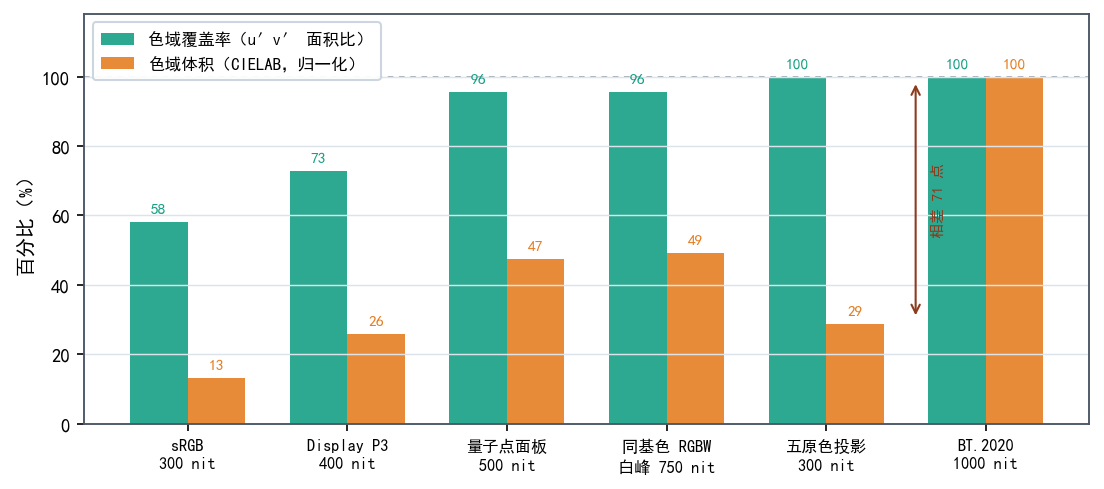 色域覆盖率（u′v′ 面积比）
色域体积（CIELAB，归一化）
百分比（%）
100
80
60
40
20
0
58
13
73
26
96
47
96
49
100
29
100
100
相差 71 点
sRGB
300 nit
Display P3
400 nit
量子点面板
500 nit
同基色 RGBW
白峰 750 nit
五原色投影
300 nit
BT.2020
1000 nit